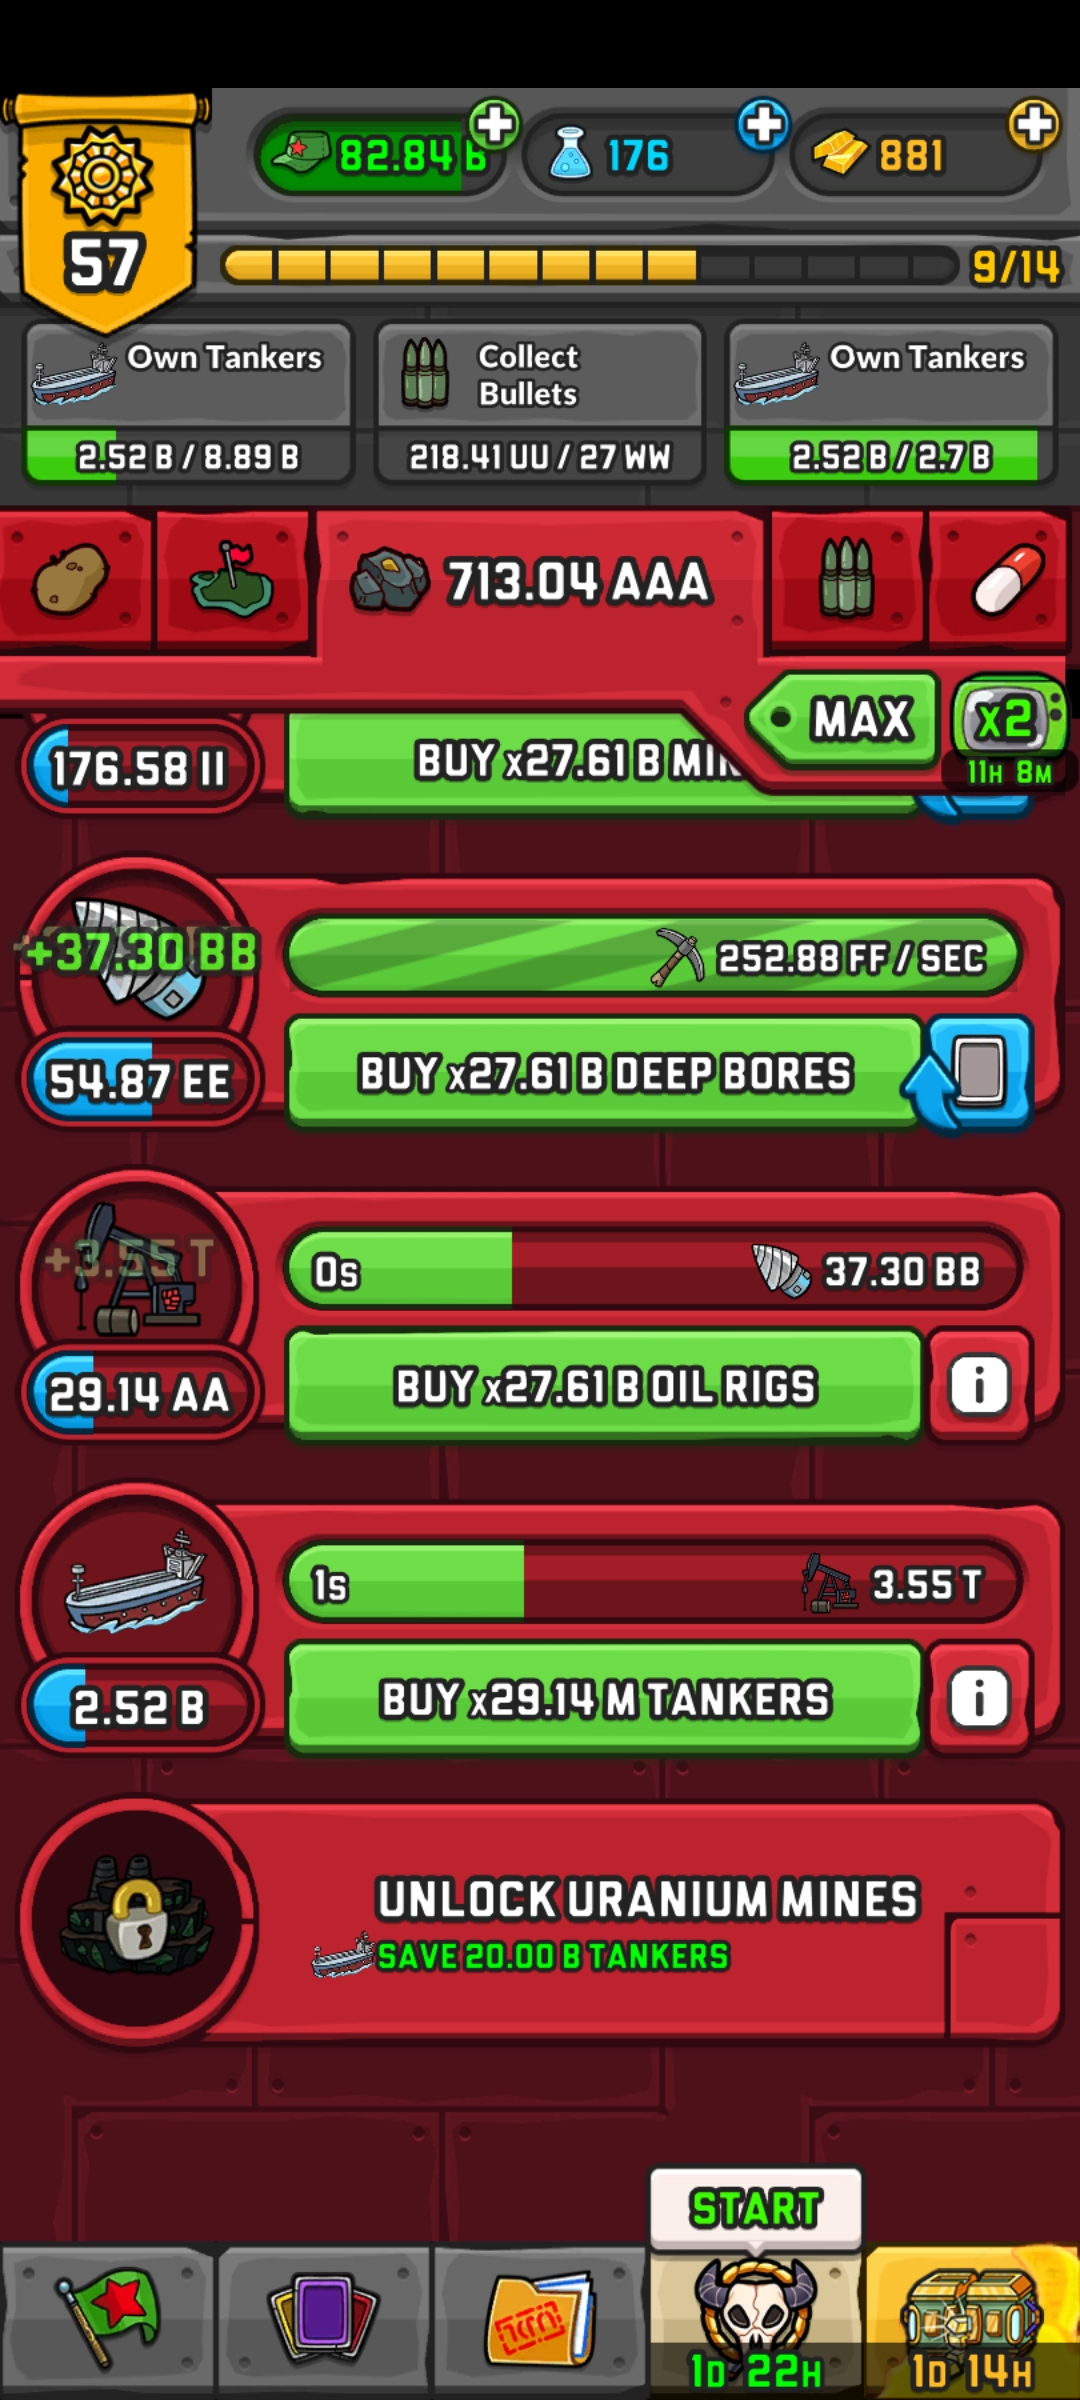 82.84 B
176
881
57
9/14
Own Tankers
2.52 B / 8.89 B
Collect
Bullets
218.41 UU / 27 WW
Own Tankers
2.52 B / 2.7 B
713.04 AAA
MAX
x2
11H 8M
176.58 II
BUY x27.61 B MIN
+37.30 BB
252.88 FF / SEC
54.87 EE
BUY x27.61 B DEEP BORES
+3.55 T
0s
37.30 BB
29.14 AA
BUY x27.61 B OIL RIGS
i
1s
3.55 T
2.52 B
BUY x29.14 M TANKERS
i
UNLOCK URANIUM MINES
SAVE 20.00 B TANKERS
START
1D 22H
1D 14H